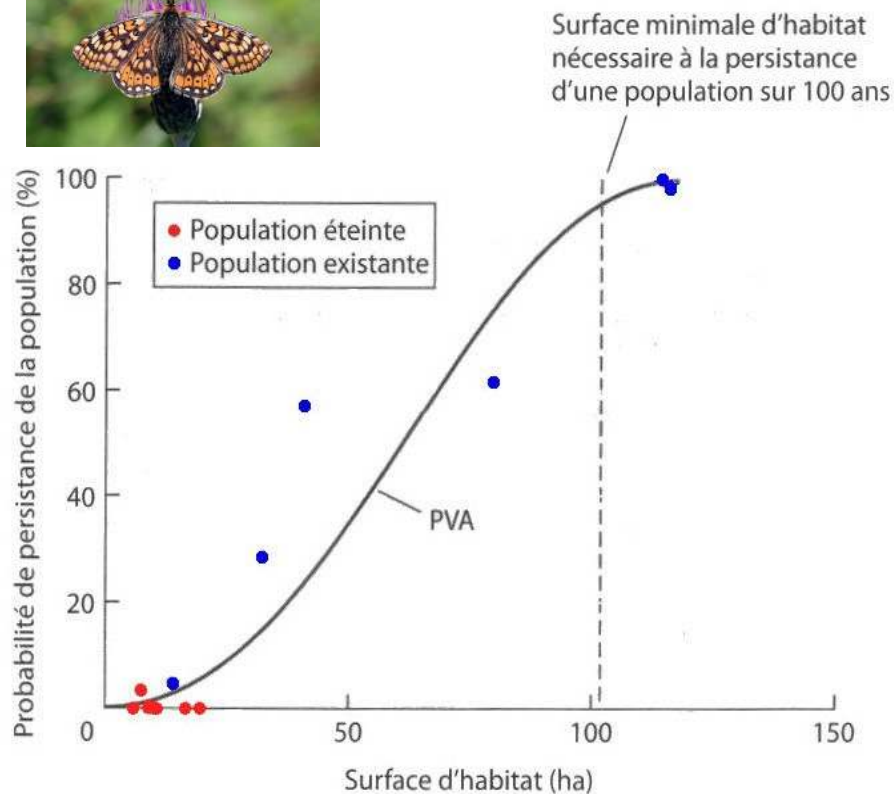 Surface minimale d'habitat
nécessaire à la persistance
d'une population sur 100 ans
Probabilité de persistance de la population (%)
100
80
60
40
20
0
Population éteinte
Population existante
PVA
50
100
150
Surface d'habitat (ha)